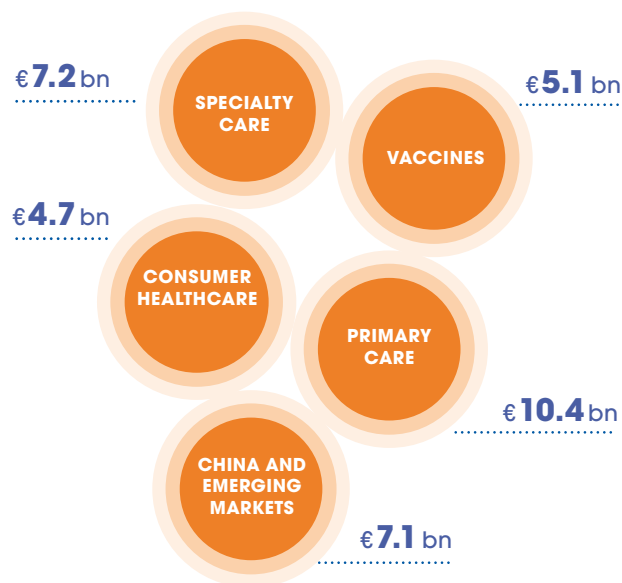 €7.2 bn
SPECIALTY
CARE
€5.1 bn
VACCINES
€4.7 bn
CONSUMER
HEALTHCARE
PRIMARY
CARE
€10.4 bn
CHINA AND
EMERGING
MARKETS
€7.1 bn